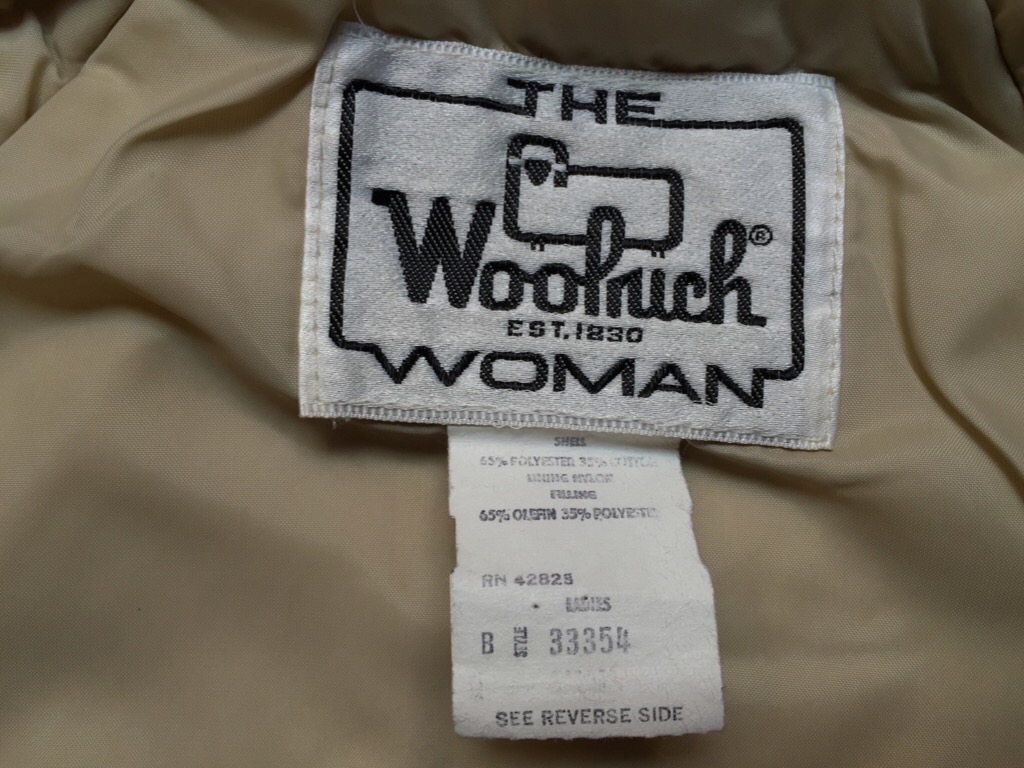 THE
Woolrich®
EST. 1830
WOMAN
SHELL
65% POLYESTER 35% COTTON
LINING NYLON
FILLING
65% OLEFIN 35% POLYESTER
RN 42825
LADIES
B STYLE 33354
SEE REVERSE SIDE